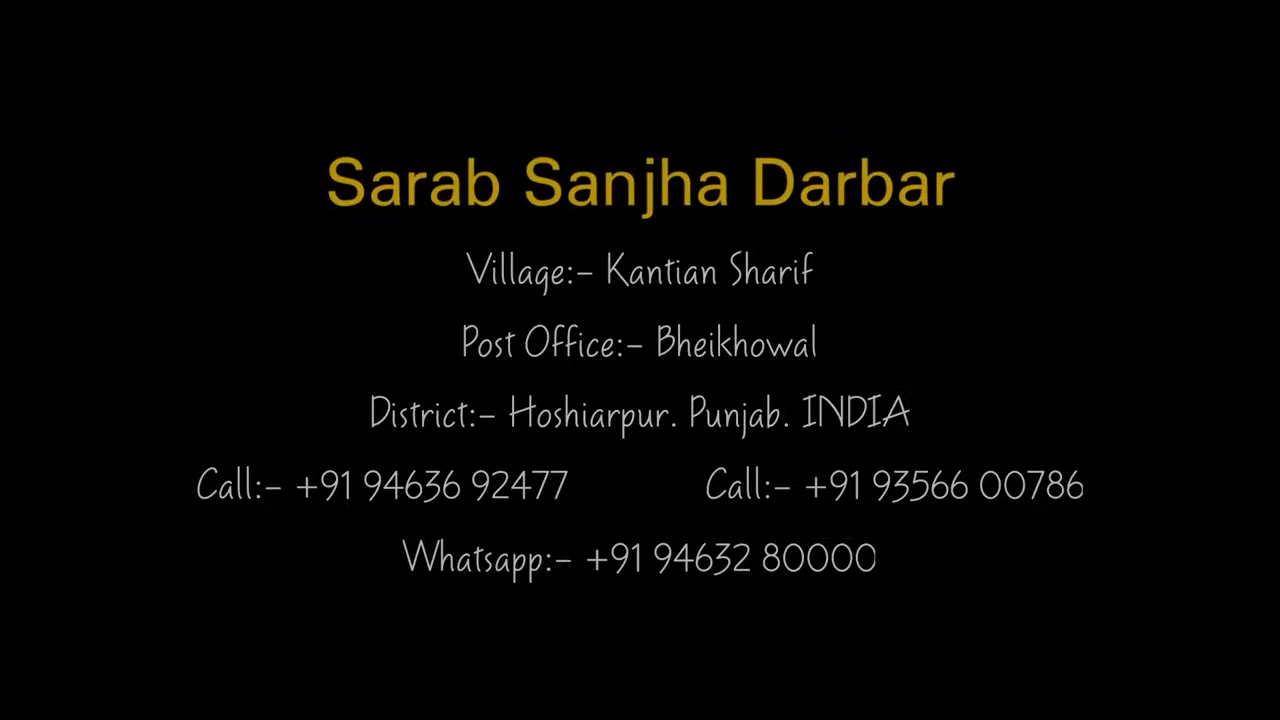 Sarab Sanjha Darbar
Village:- Kantian Sharif
Post Office:- Bheikhowal
District:- Hoshiarpur. Punjab. INDIA
Call:- +91 94636 92477 Call:- +91 93566 00786
Whatsapp:- +91 94632 80000